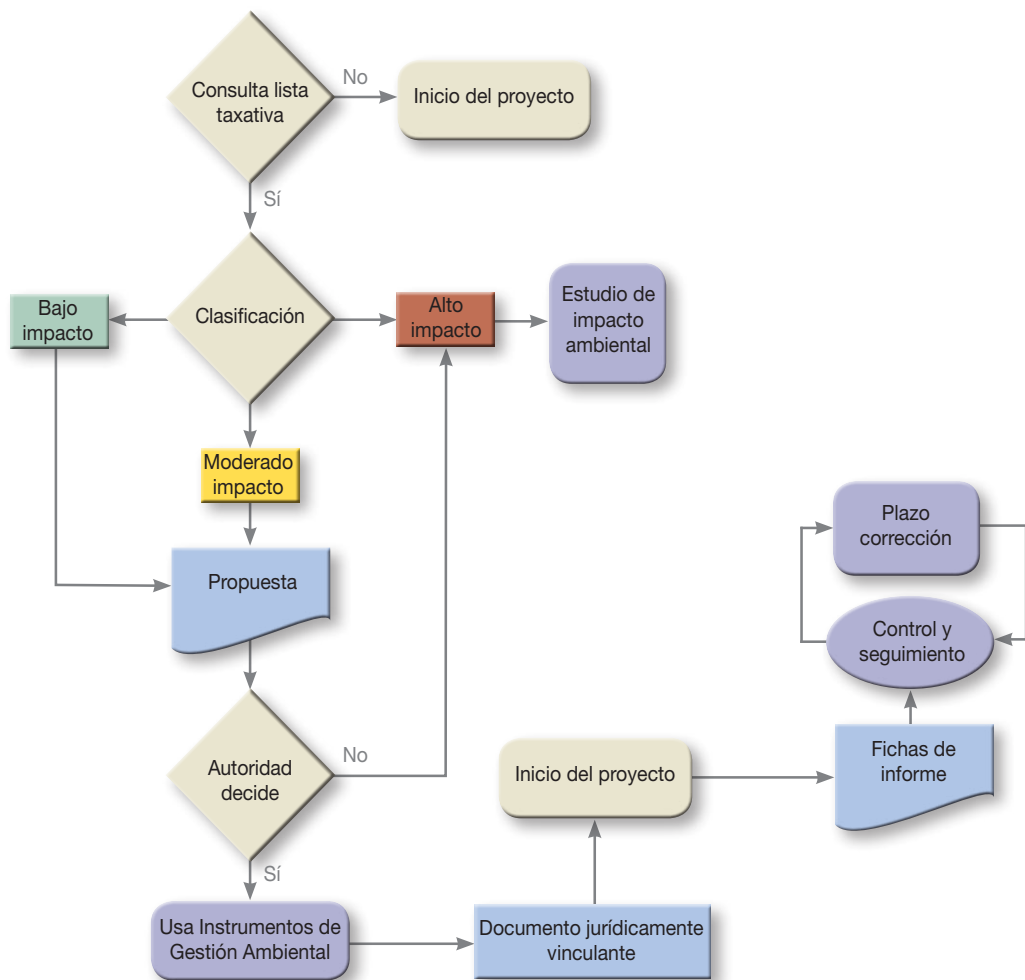 Consulta lista
taxativa
No
Inicio del proyecto
Sí
Clasificación
Bajo
impacto
Alto
impacto
Estudio de
impacto
ambiental
Moderado
impacto
Propuesta
Autoridad
decide
No
Sí
Usa Instrumentos de
Gestión Ambiental
Documento jurídicamente
vinculante
Inicio del proyecto
Fichas de
informe
Control y
seguimiento
Plazo
corrección